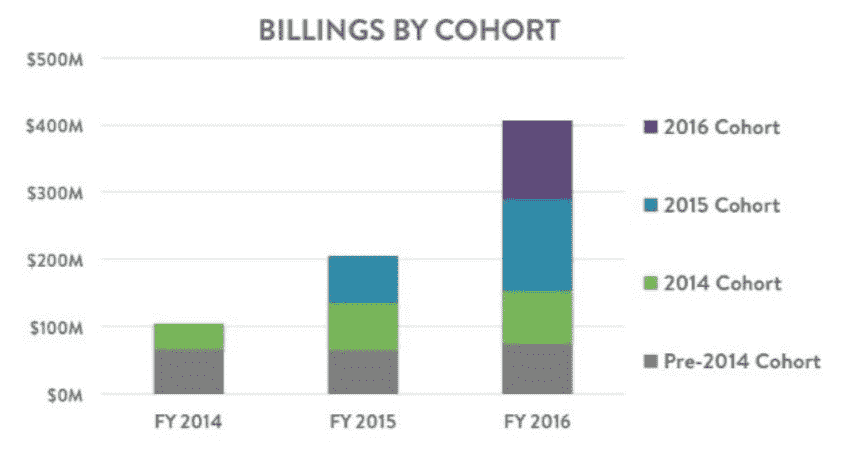 BILLINGS BY COHORT
$500M
$400M
$300M
$200M
$100M
$0M
FY 2014
FY 2015
FY 2016
2016 Cohort
2015 Cohort
2014 Cohort
Pre-2014 Cohort